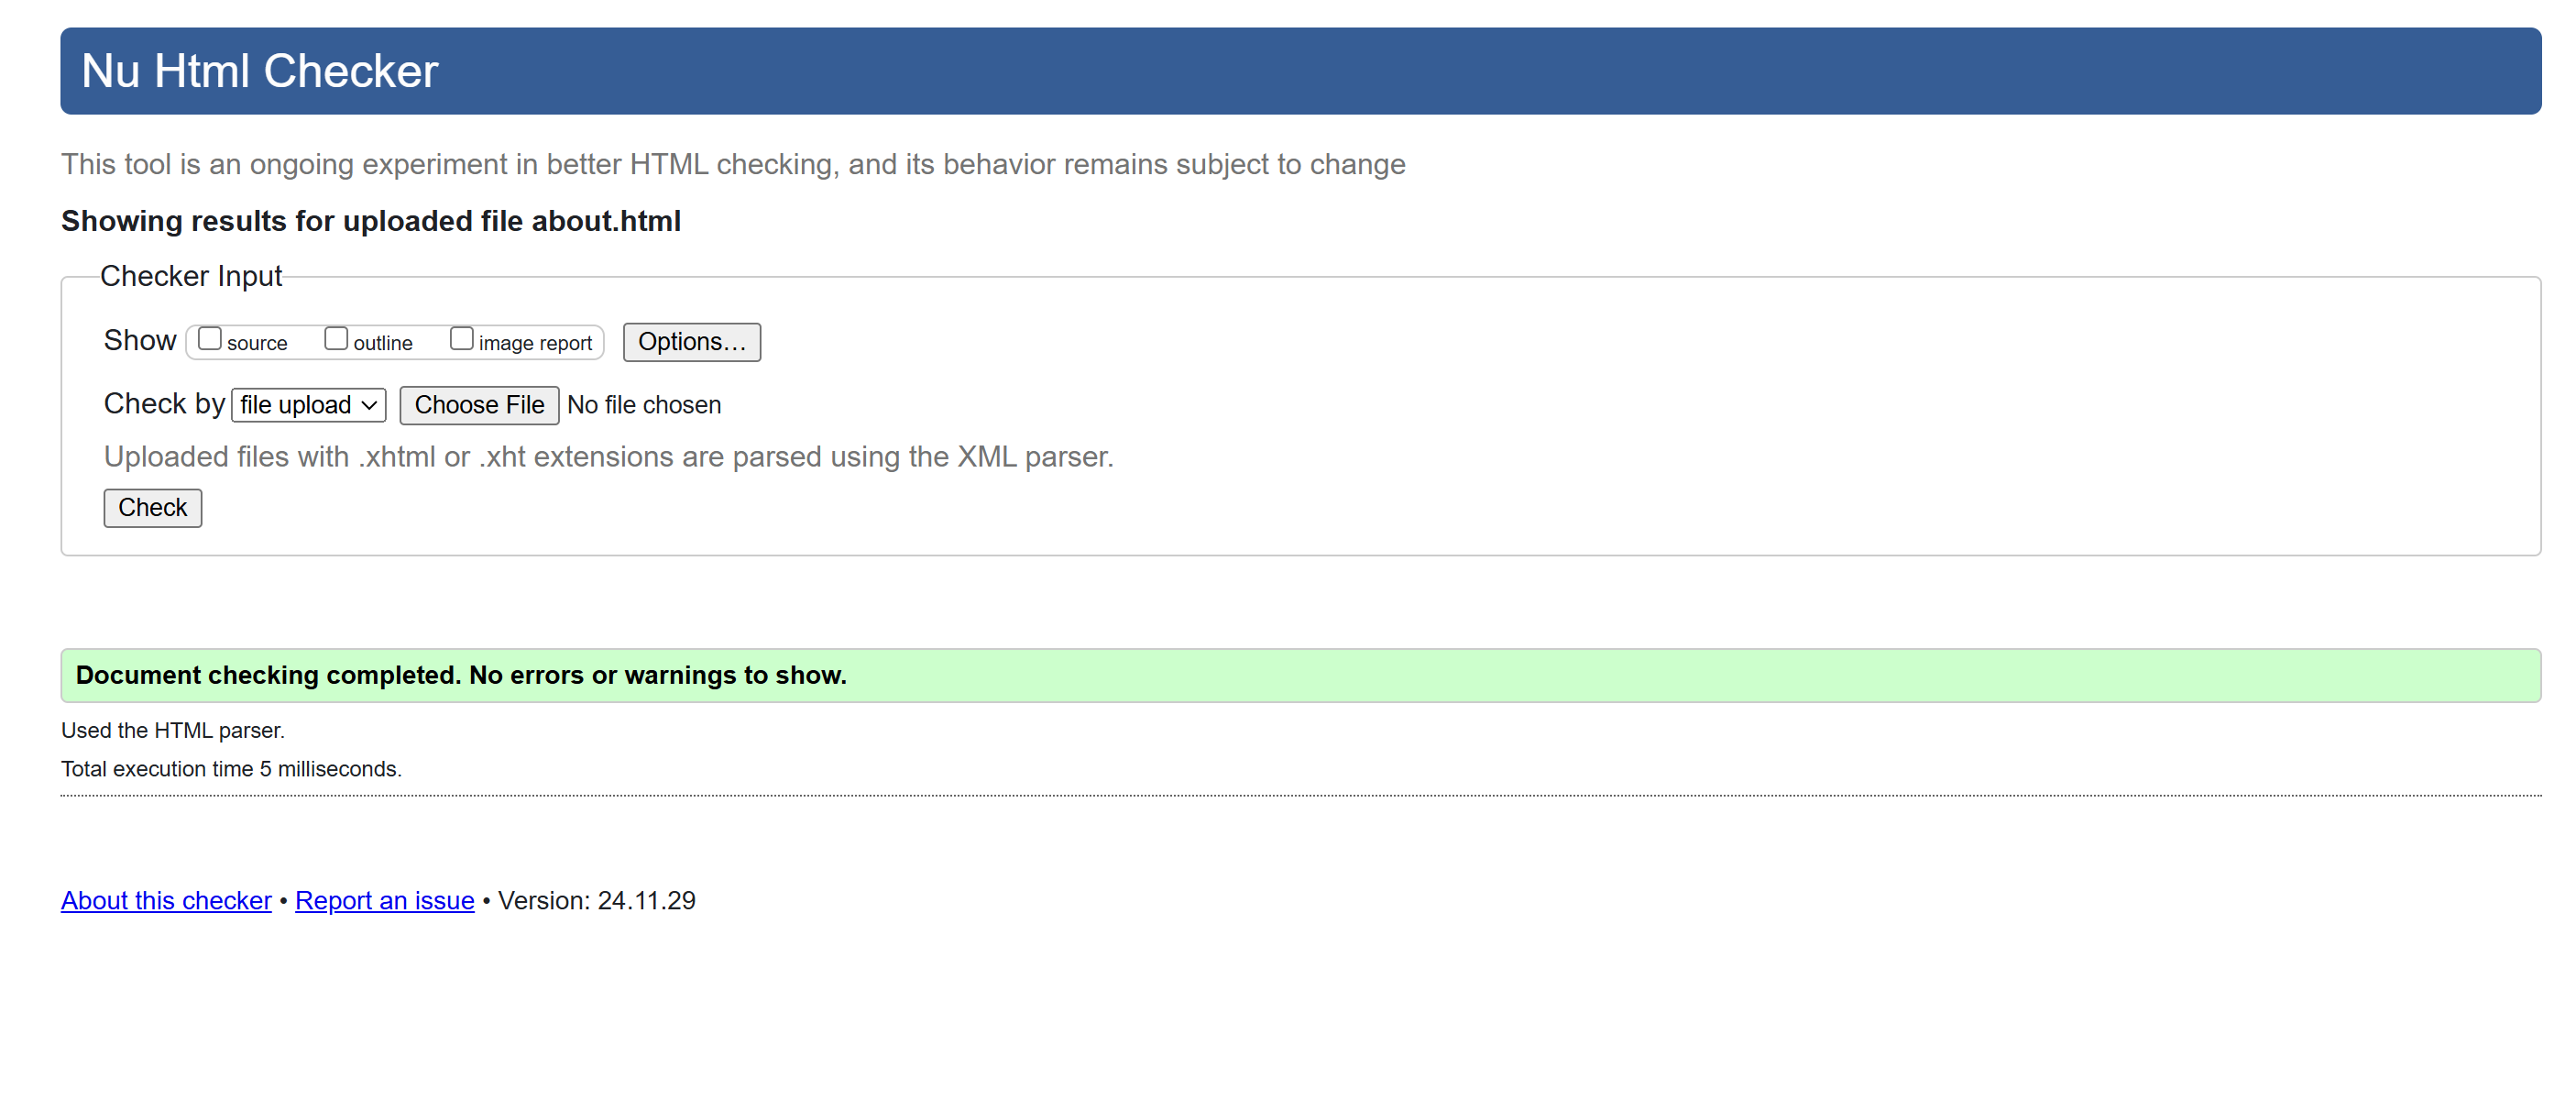 Nu Html Checker
This tool is an ongoing experiment in better HTML checking, and its behavior remains subject to change
Showing results for uploaded file about.html
Checker Input
Show source outline image report Options…
Check by file upload Choose File No file chosen
Uploaded files with .xhtml or .xht extensions are parsed using the XML parser.
Check
Document checking completed. No errors or warnings to show.
Used the HTML parser.
Total execution time 5 milliseconds.
About this checker • Report an issue • Version: 24.11.29